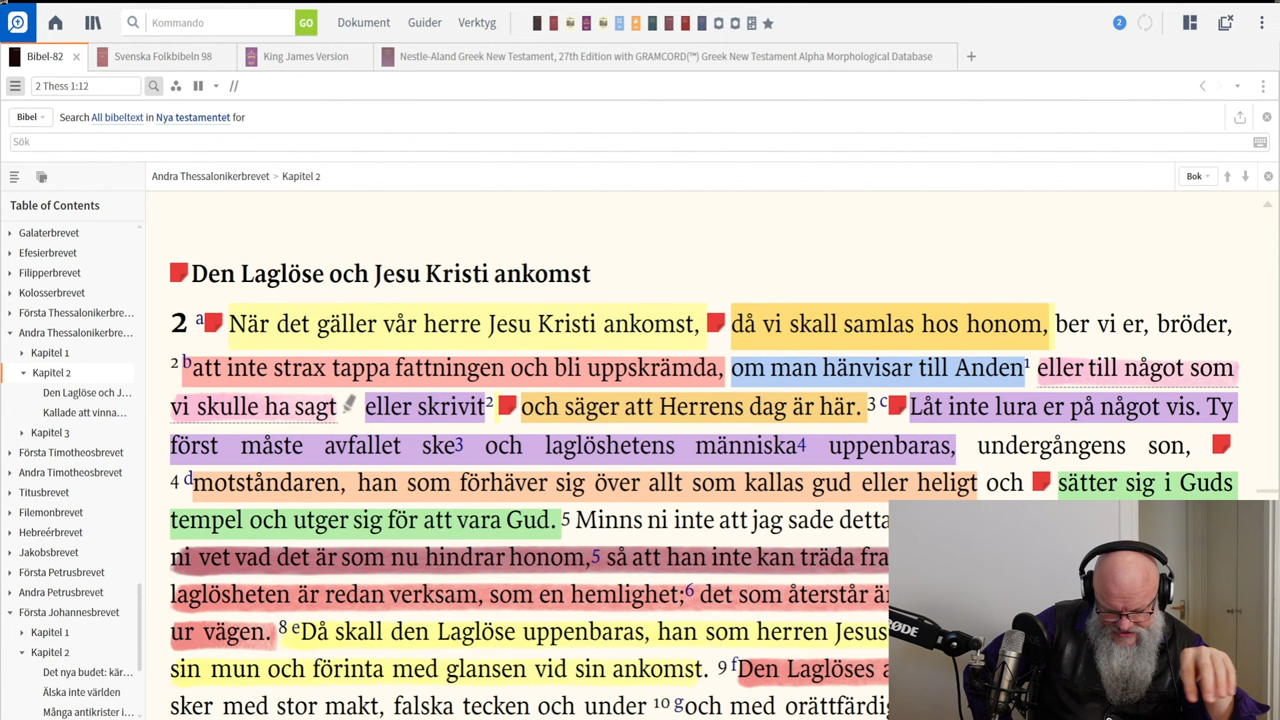 Kommando
GO
Dokument
Guider
Verktyg
2
Bibel-82
Svenska Folkbibeln 98
King James Version
Nestle-Aland Greek New Testament, 27th Edition with GRAMCORD(™) Greek New Testament Alpha Morphological Database
2 Thess 1:12
Bibel
Search All bibeltext in Nya testamentet for
Sök
Andra Thessalonikerbrevet > Kapitel 2
Bok
Table of Contents
Galaterbrevet
Efesierbrevet
Filipperbrevet
Kolosserbrevet
Första Thessalonikerbre...
Andra Thessalonikerbre...
Kapitel 1
Kapitel 2
Den Laglöse och J...
Kallade att vinna...
Kapitel 3
Första Timotheosbrevet
Andra Timotheosbrevet
Titusbrevet
Filemonbrevet
Hebreérbrevet
Jakobsbrevet
Första Petrusbrevet
Andra Petrusbrevet
Första Johannesbrevet
Kapitel 1
Kapitel 2
Det nya budet: kär...
Älska inte världen
Många antikrister i...
Den Laglöse och Jesu Kristi ankomst
2 a När det gäller vår herre Jesu Kristi ankomst, då vi skall samlas hos honom, ber vi er, bröder,
2 b att inte strax tappa fattningen och bli uppskrämda, om man hänvisar till Anden1 eller till något som
vi skulle ha sagt eller skrivit2 och säger att Herrens dag är här. 3 c Låt inte lura er på något vis. Ty
först måste avfallet ske3 och laglöshetens människa4 uppenbaras, undergångens son,
4 d motståndaren, han som förhäver sig över allt som kallas gud eller heligt och sätter sig i Guds
tempel och utger sig för att vara Gud. 5 Minns ni inte att jag sade detta
ni vet vad det är som nu hindrar honom,5 så att han inte kan träda fra
laglösheten är redan verksam, som en hemlighet;6 det som återstår är
ur vägen. 8 e Då skall den Laglöse uppenbaras, han som herren Jesus
sin mun och förinta med glansen vid sin ankomst. 9 f Den Laglöses
sker med stor makt, falska tecken och under 10 g och med orättfärdig
RØDE